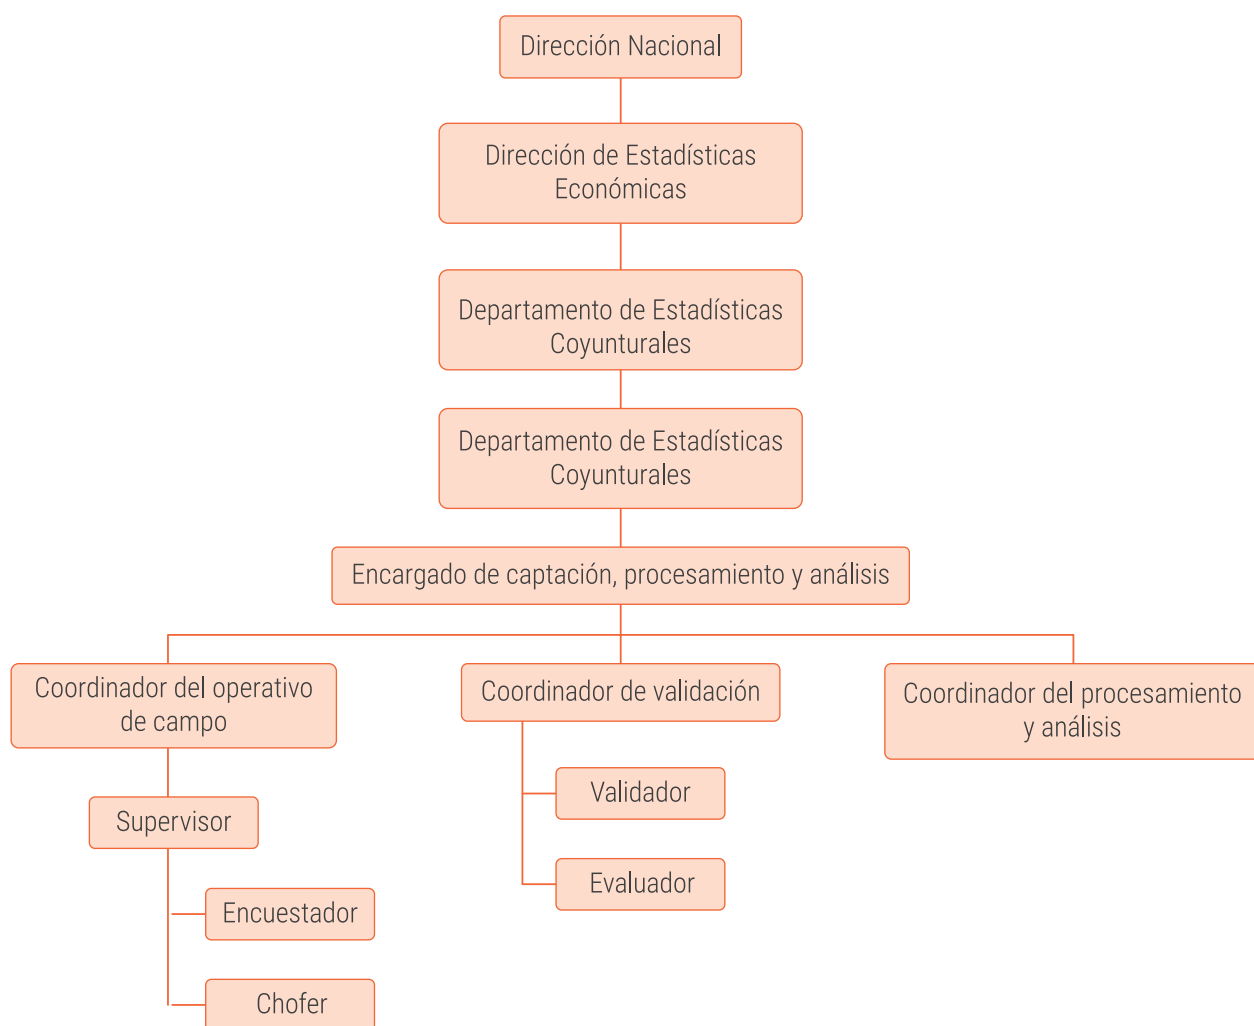 Dirección Nacional
Dirección de Estadísticas
Económicas
Departamento de Estadísticas
Coyunturales
Departamento de Estadísticas
Coyunturales
Encargado de captación, procesamiento y análisis
Coordinador del operativo
de campo
Supervisor
Encuestador
Chofer
Coordinador de validación
Validador
Evaluador
Coordinador del procesamiento
y análisis